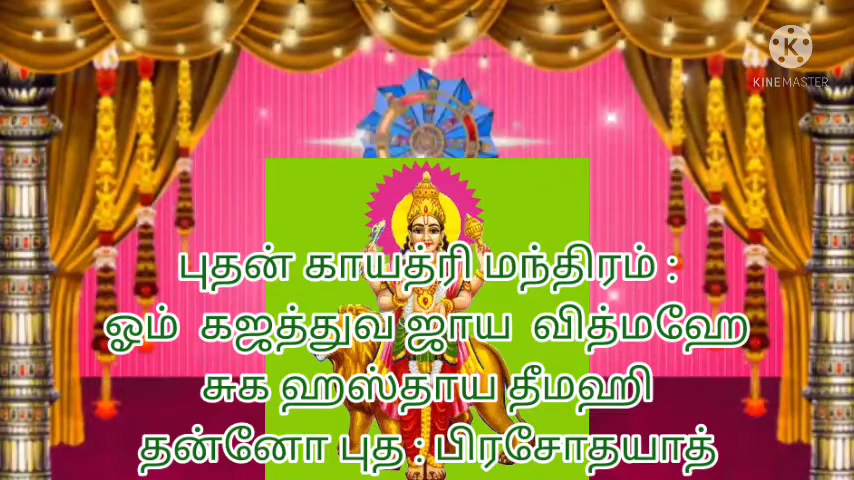 KINEMASTER
புதன் காயத்ரி மந்திரம் :
ஓம் கஜத்துவ ஜாய வித்மஹே
சுக ஹஸ்தாய தீமஹி
தன்னோ புத : பிரசோதயாத்